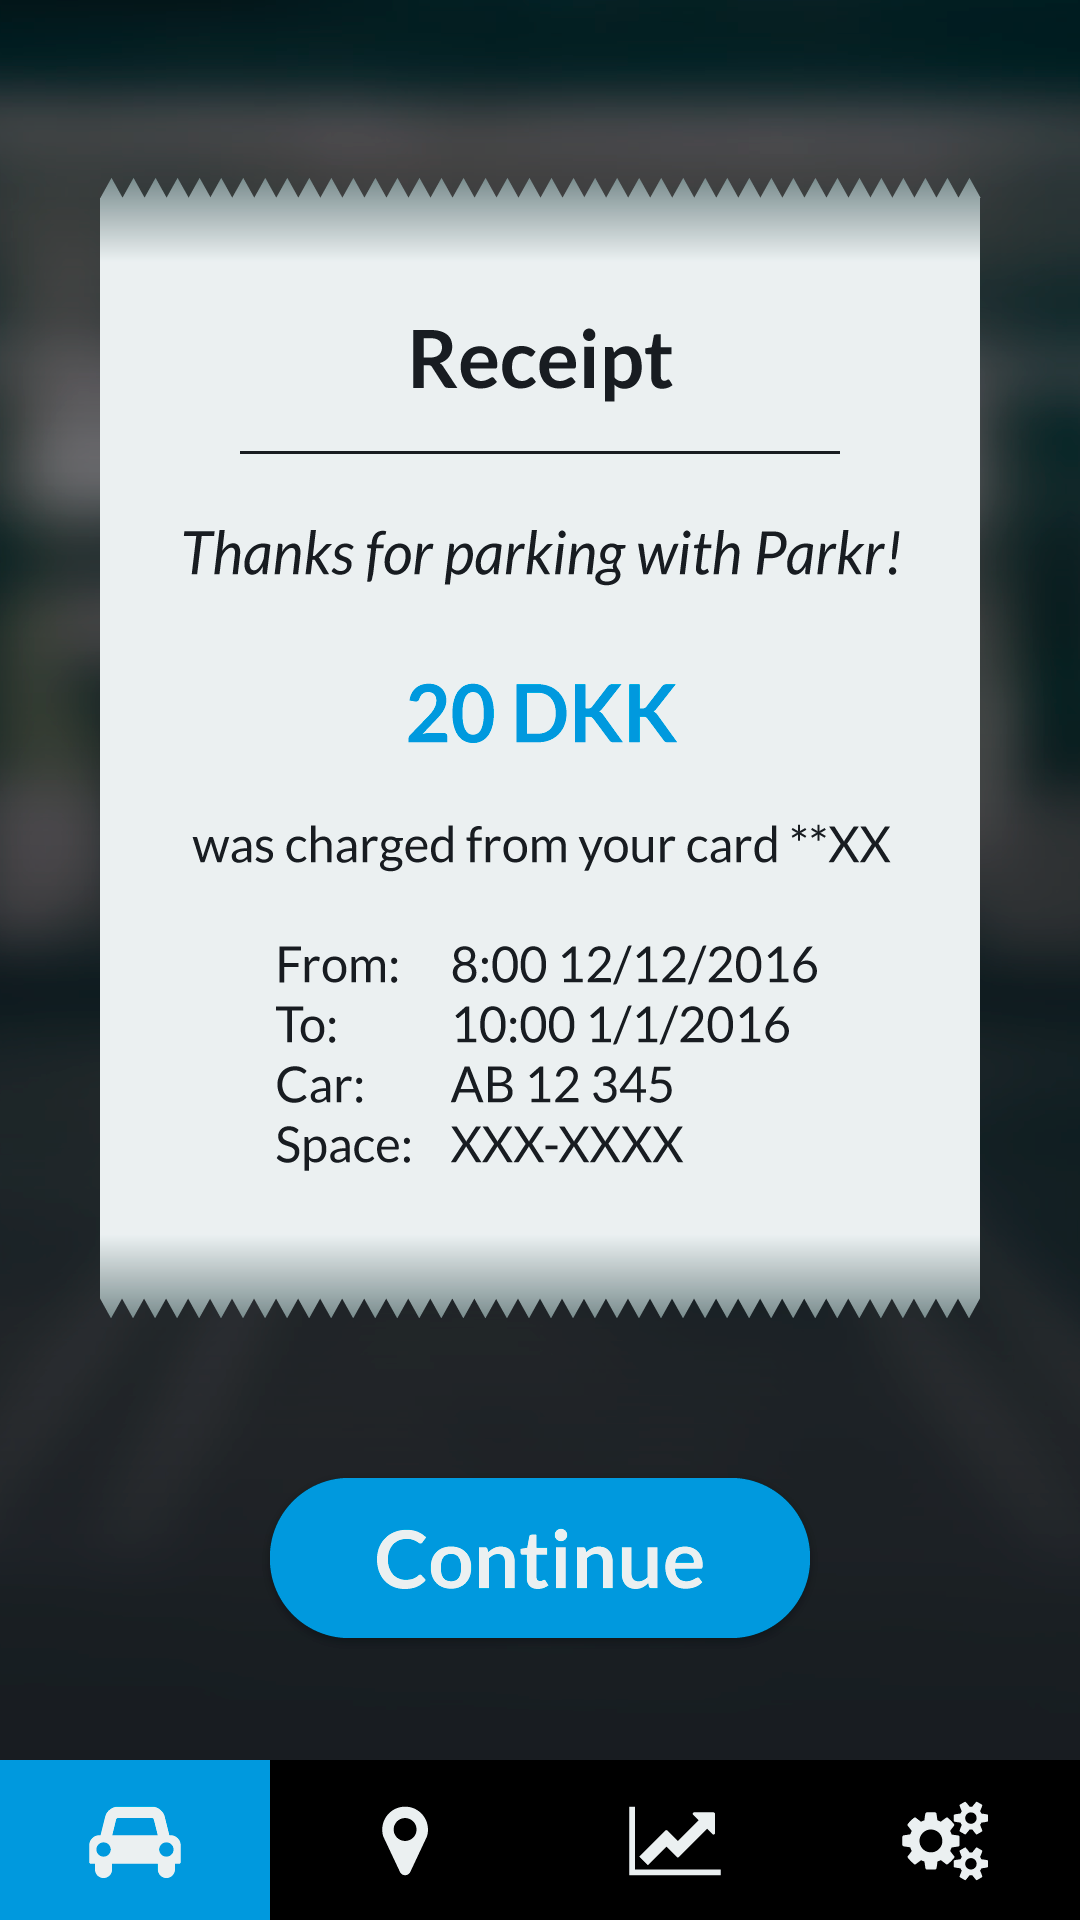 Receipt
Thanks for parking with Parkr!
20 DKK
was charged from your card **XX
From: 8:00 12/12/2016
To: 10:00 1/1/2016
Car: AB 12 345
Space: XXX-XXXX
Continue